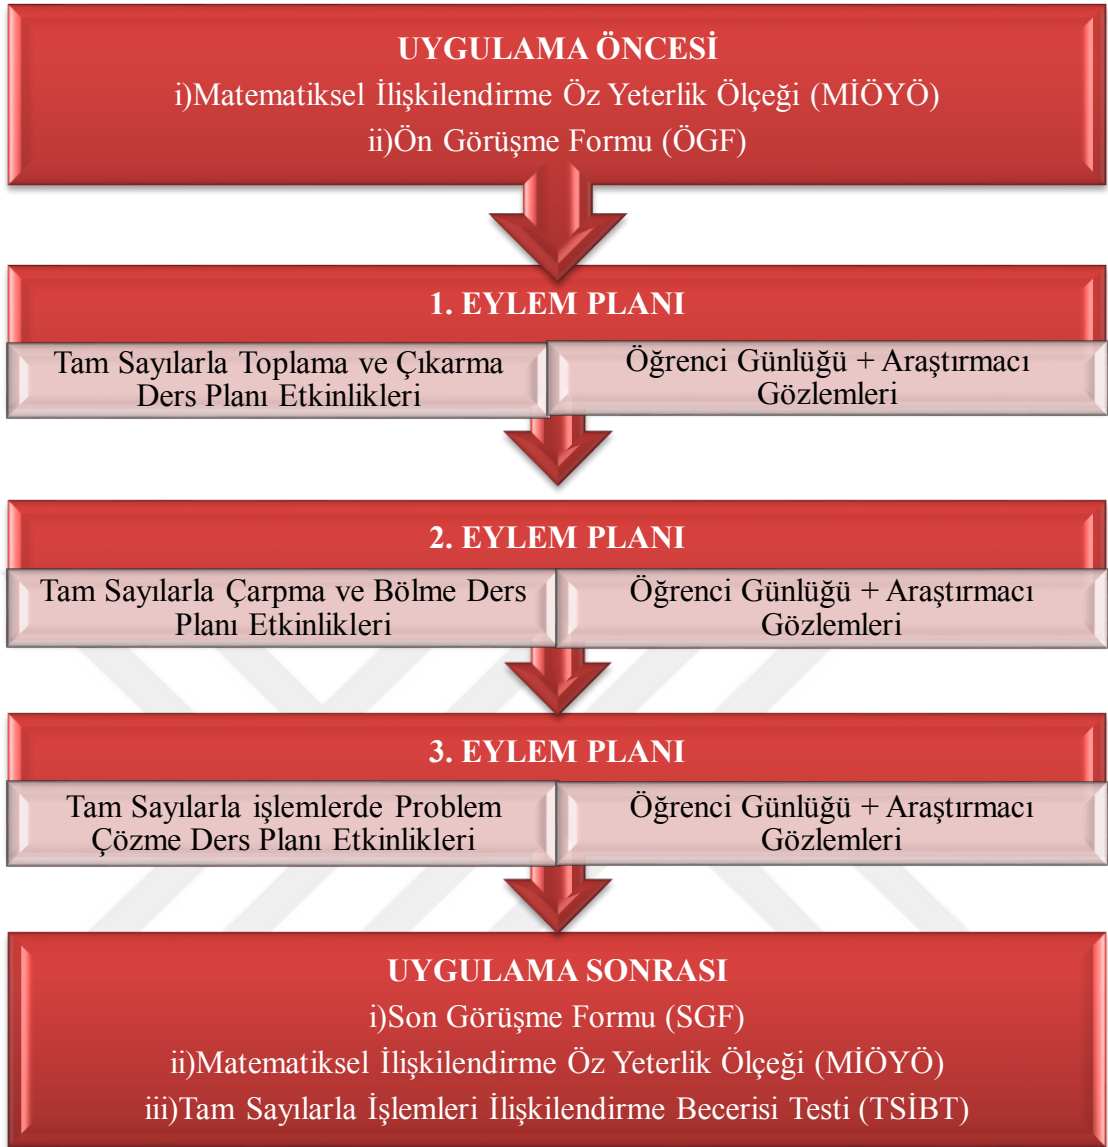 UYGULAMA ÖNCESİ
i)Matematiksel İlişkilendirme Öz Yeterlik Ölçeği (MİÖYÖ)
ii)Ön Görüşme Formu (ÖGF)
1. EYLEM PLANI
Tam Sayılarla Toplama ve Çıkarma
Ders Planı Etkinlikleri
Öğrenci Günlüğü + Araştırmacı
Gözlemleri
2. EYLEM PLANI
Tam Sayılarla Çarpma ve Bölme Ders
Planı Etkinlikleri
Öğrenci Günlüğü + Araştırmacı
Gözlemleri
3. EYLEM PLANI
Tam Sayılarla işlemlerde Problem
Çözme Ders Planı Etkinlikleri
Öğrenci Günlüğü + Araştırmacı
Gözlemleri
UYGULAMA SONRASI
i)Son Görüşme Formu (SGF)
ii)Matematiksel İlişkilendirme Öz Yeterlik Ölçeği (MİÖYÖ)
iii)Tam Sayılarla İşlemleri İlişkilendirme Becerisi Testi (TSİBT)